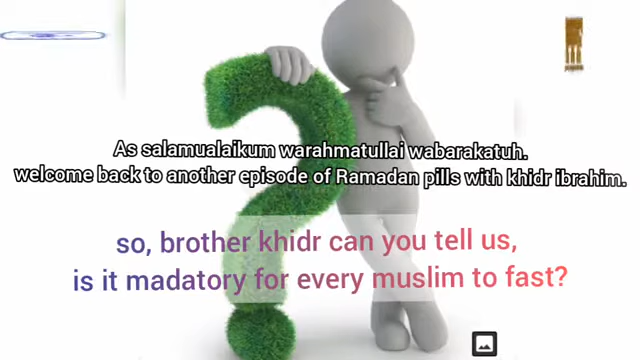 As salamualaikum warahmatullai wabarakatuh.
welcome back to another episode of Ramadan pills with khidr ibrahim.
so, brother khidr can you tell us,
is it madatory for every muslim to fast?